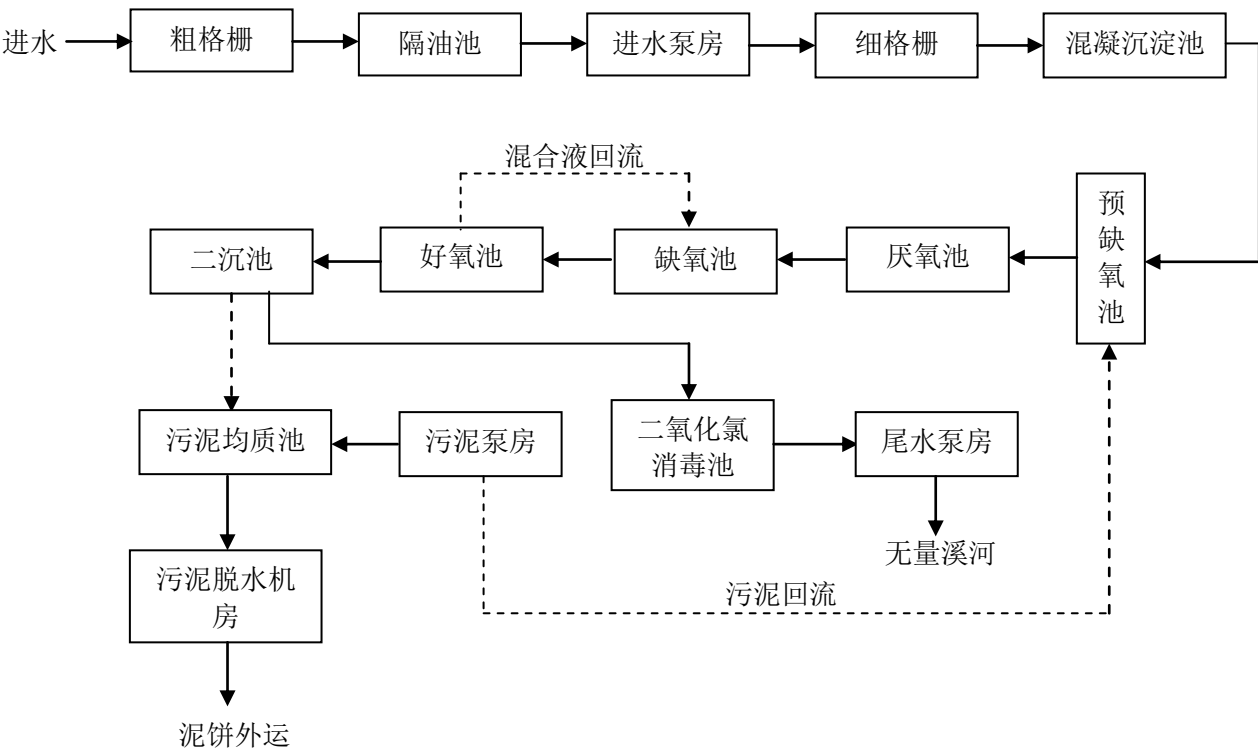 进水
粗格栅
隔油池
进水泵房
细格栅
混凝沉淀池
混合液回流
二沉池
好氧池
缺氧池
厌氧池
预
缺
氧
池
污泥均质池
污泥泵房
二氧化氯
消毒池
尾水泵房
无量溪河
污泥脱水机
房
污泥回流
泥饼外运